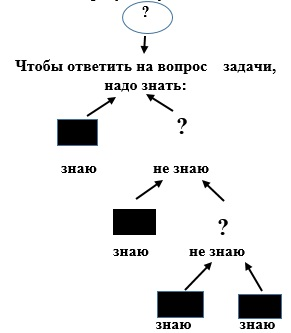 ?
Чтобы ответить на вопрос задачи,
надо знать:
?
знаю не знаю
?
знаю не знаю
знаю знаю